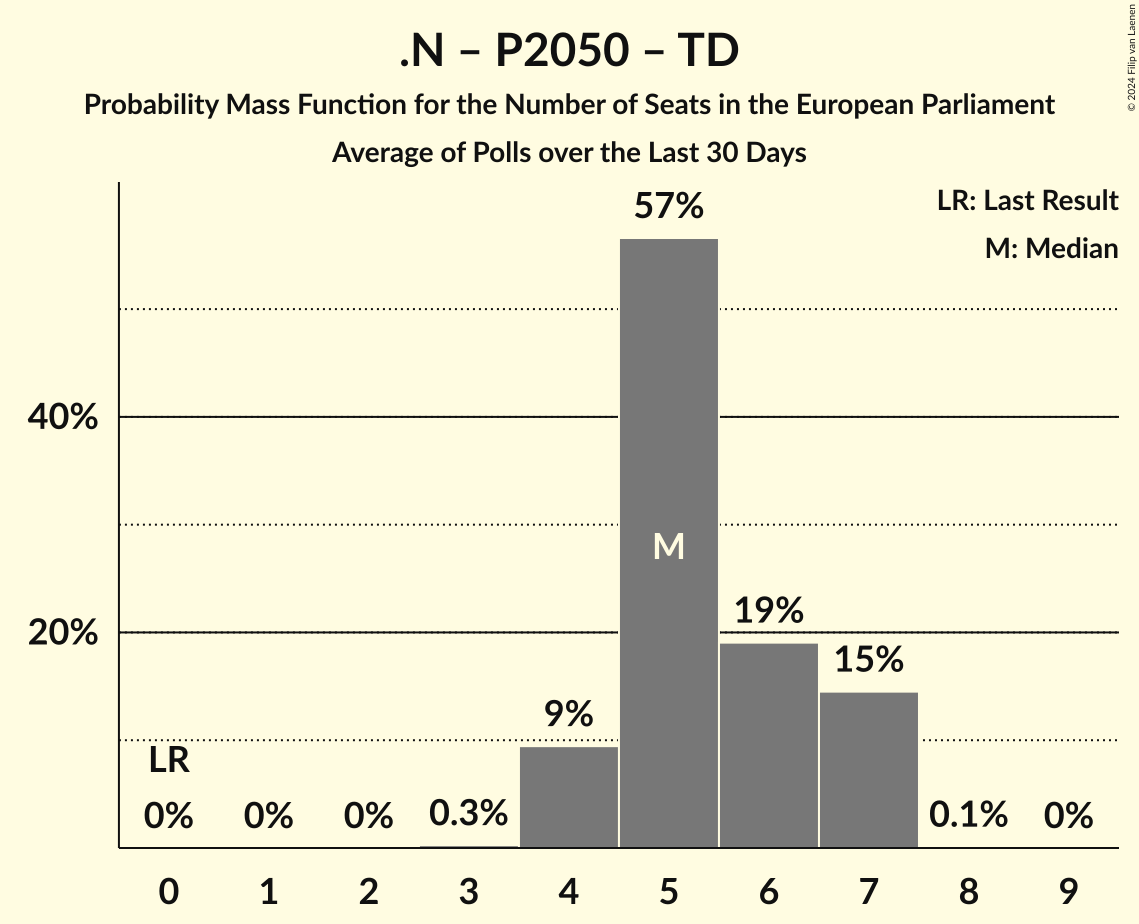 .N – P2050 – TD
Probability Mass Function for the Number of Seats in the European Parliament
Average of Polls over the Last 30 Days
© 2024 Filip van Laenen
LR: Last Result
M: Median
57%
40%
M
20%
19%
15%
9%
LR
0% 0% 0% 0.3% 0.1% 0%
0 1 2 3 4 5 6 7 8 9